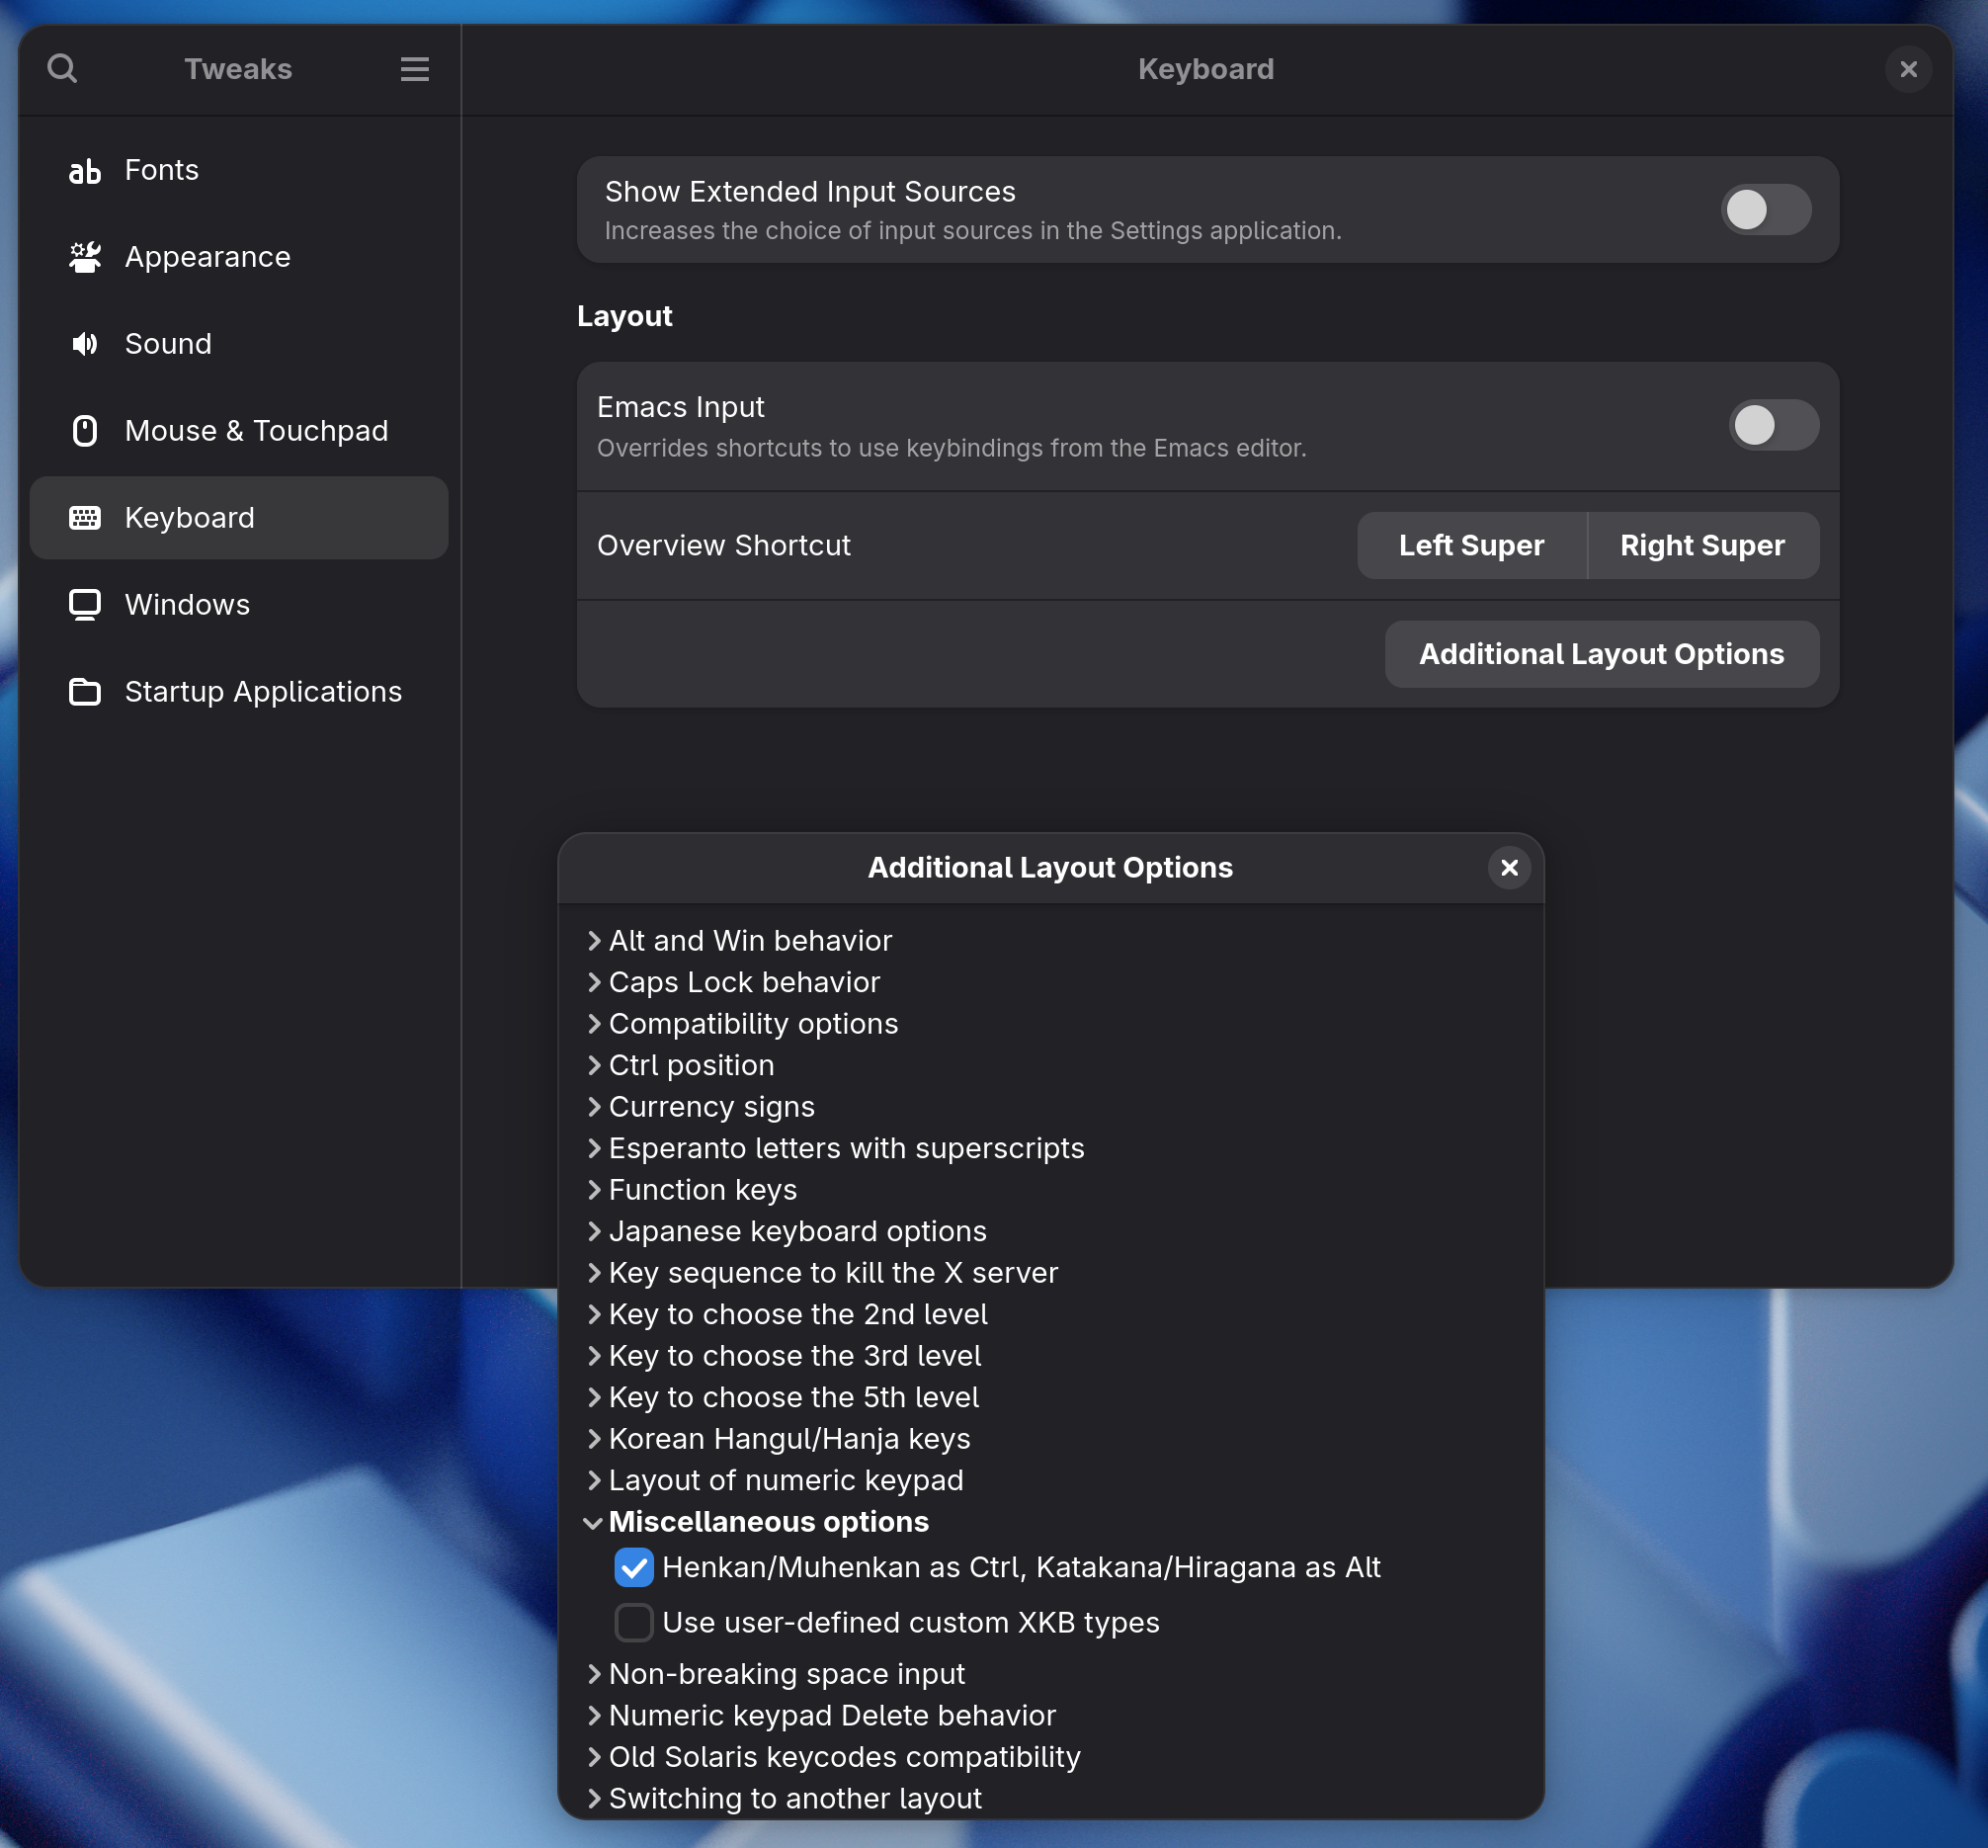 Tweaks
Keyboard
ab Fonts
Appearance
Sound
Mouse & Touchpad
Keyboard
Windows
Startup Applications
Show Extended Input Sources
Increases the choice of input sources in the Settings application.
Layout
Emacs Input
Overrides shortcuts to use keybindings from the Emacs editor.
Overview Shortcut
Left Super
Right Super
Additional Layout Options
Additional Layout Options
Alt and Win behavior
Caps Lock behavior
Compatibility options
Ctrl position
Currency signs
Esperanto letters with superscripts
Function keys
Japanese keyboard options
Key sequence to kill the X server
Key to choose the 2nd level
Key to choose the 3rd level
Key to choose the 5th level
Korean Hangul/Hanja keys
Layout of numeric keypad
Miscellaneous options
Henkan/Muhenkan as Ctrl, Katakana/Hiragana as Alt
Use user-defined custom XKB types
Non-breaking space input
Numeric keypad Delete behavior
Old Solaris keycodes compatibility
Switching to another layout